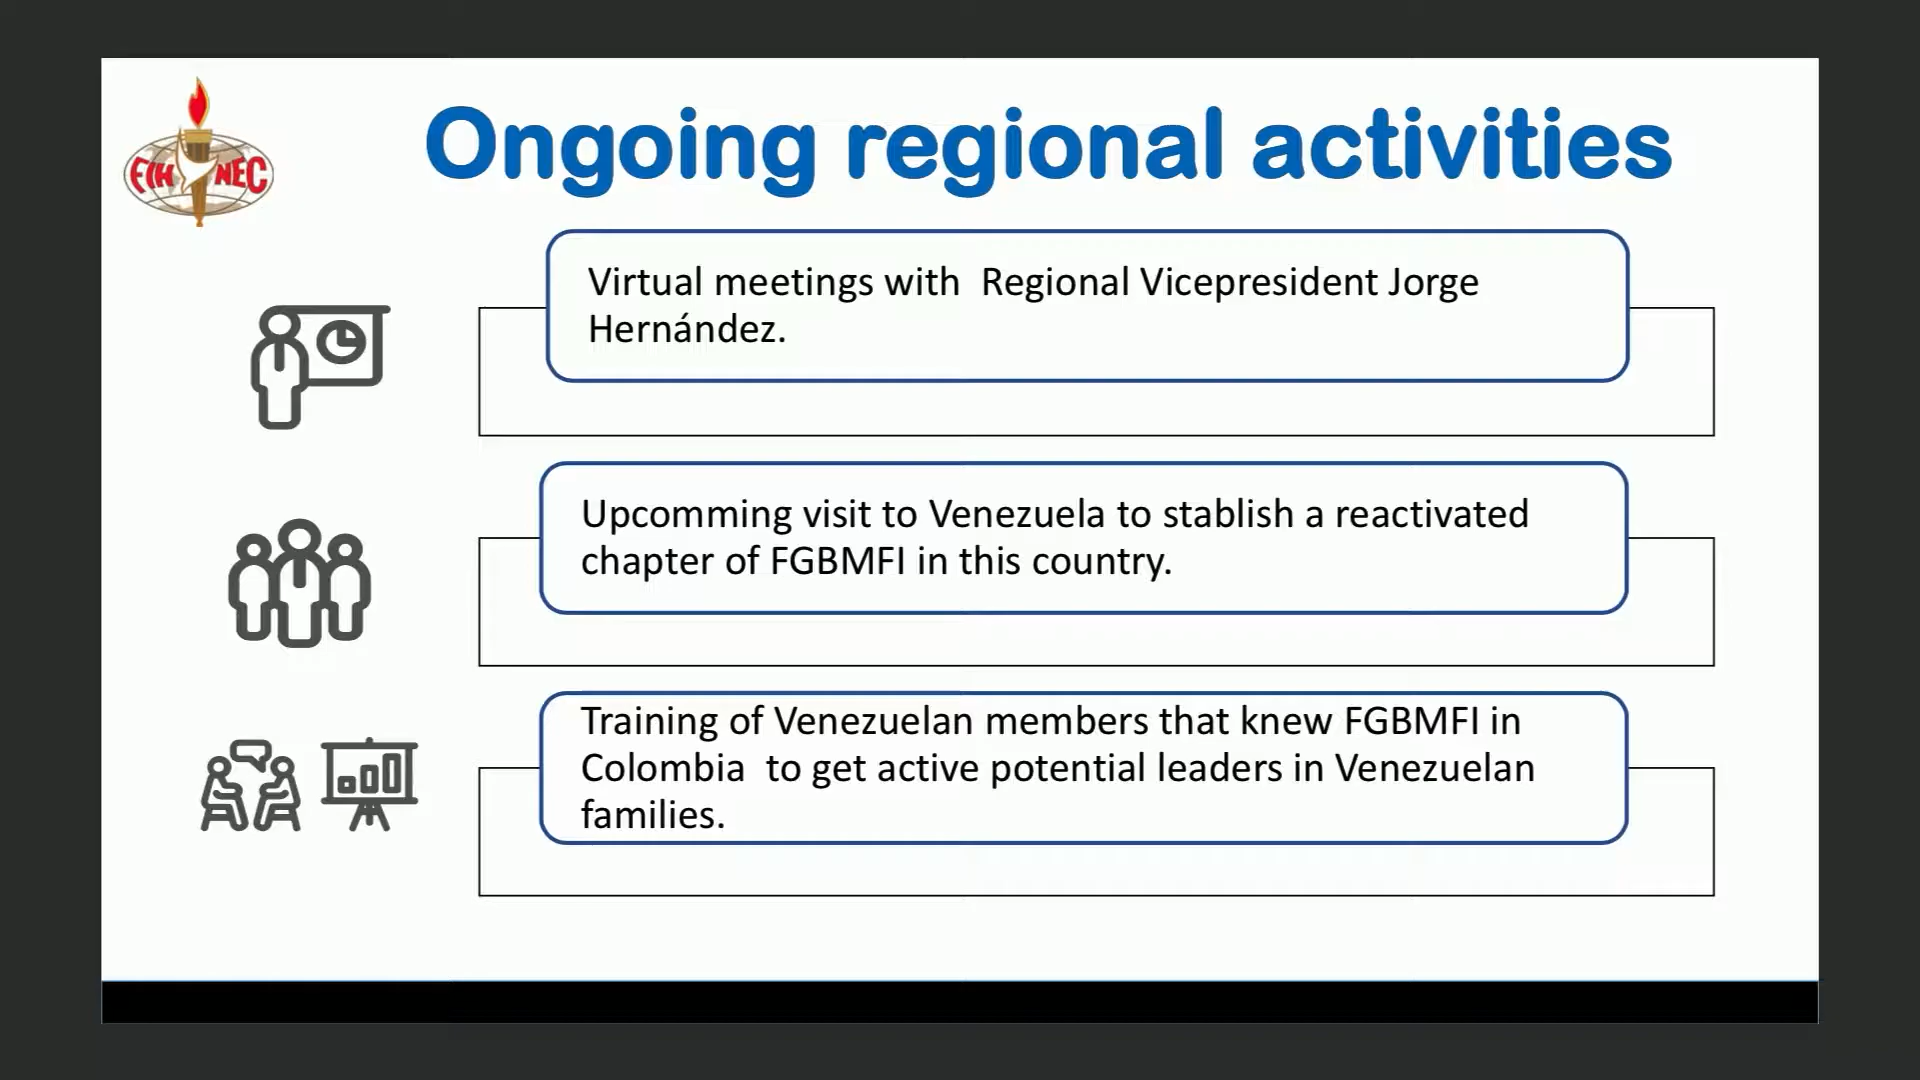 FIHNEC
Ongoing regional activities
Virtual meetings with  Regional Vicepresident Jorge
Hernández.
Upcomming visit to Venezuela to stablish a reactivated
chapter of FGBMFI in this country.
Training of Venezuelan members that knew FGBMFI in
Colombia  to get active potential leaders in Venezuelan
families.